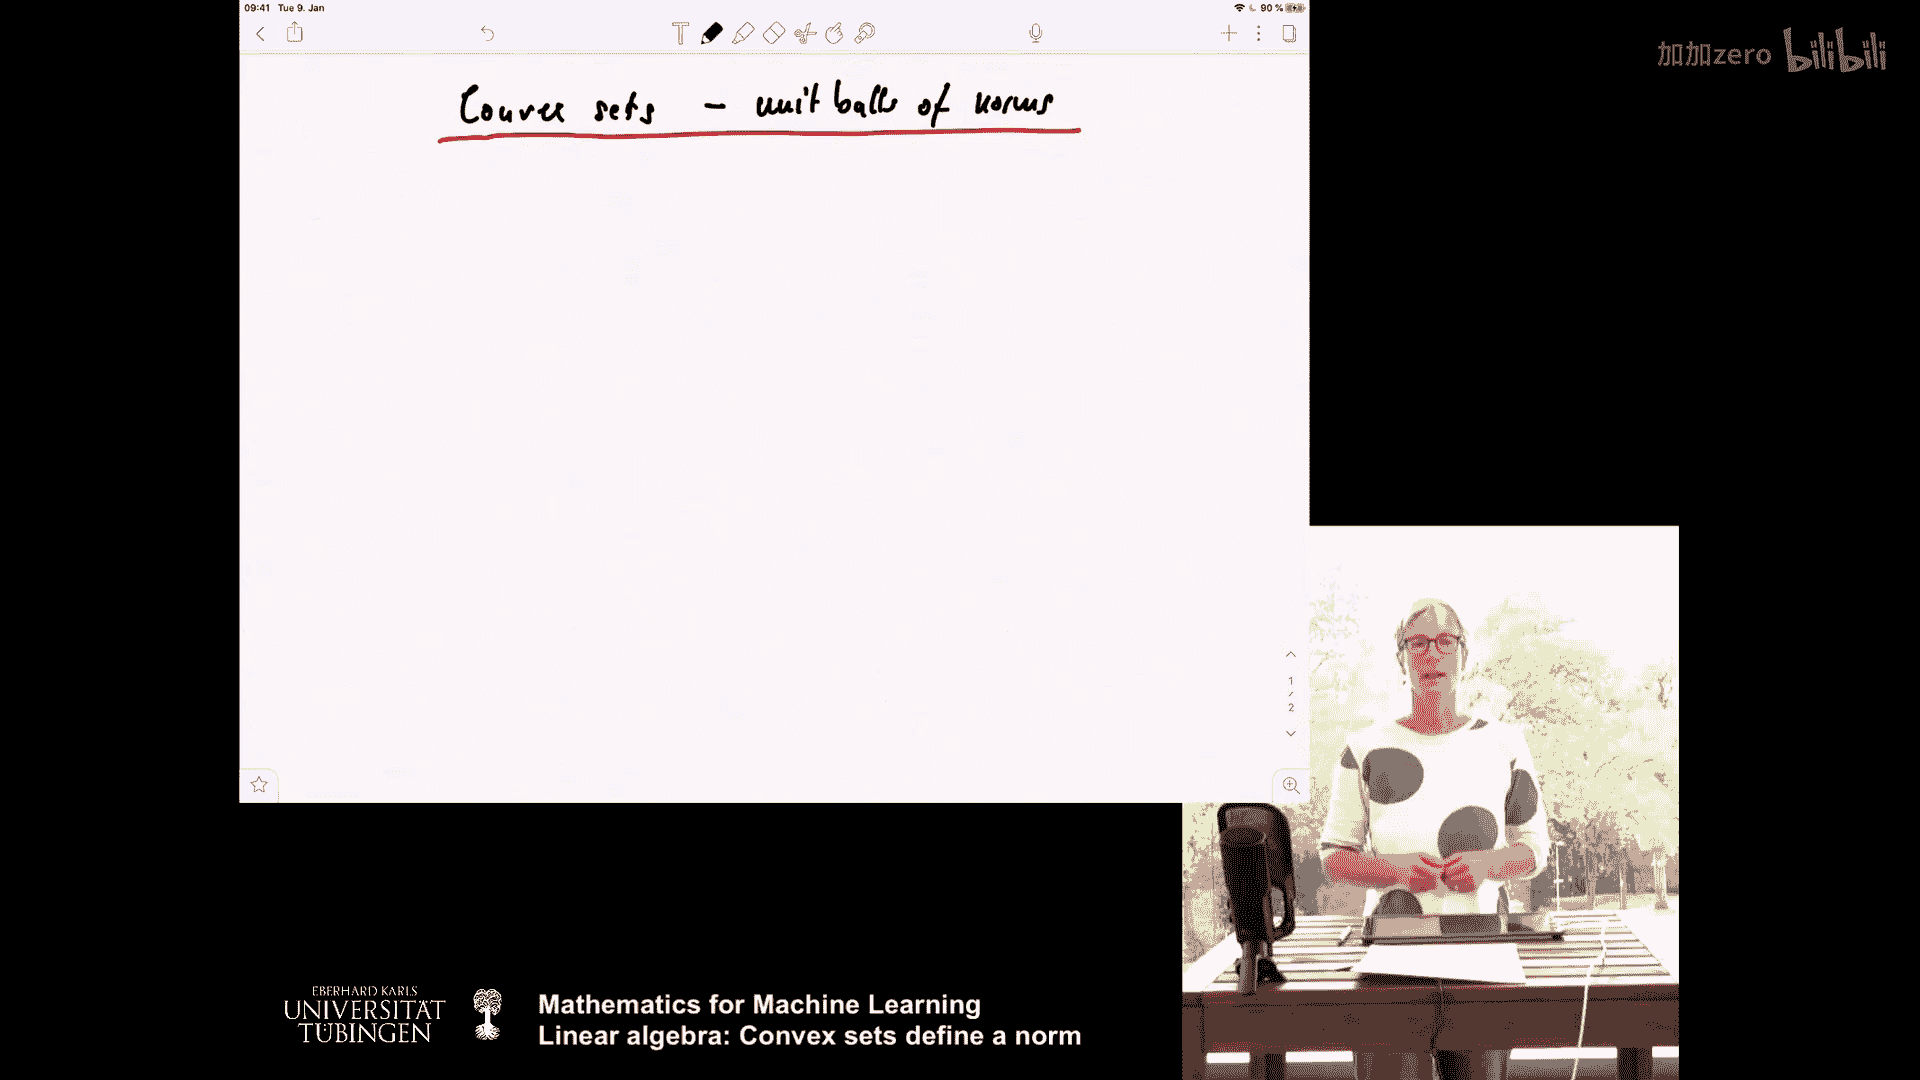 09:41 Tue 9. Jan
90 %
加加zero bilibili
Convex sets – unit balls of norms
1
/
2
EBERHARD KARLS
UNIVERSITÄT
TÜBINGEN
Mathematics for Machine Learning
Linear algebra: Convex sets define a norm